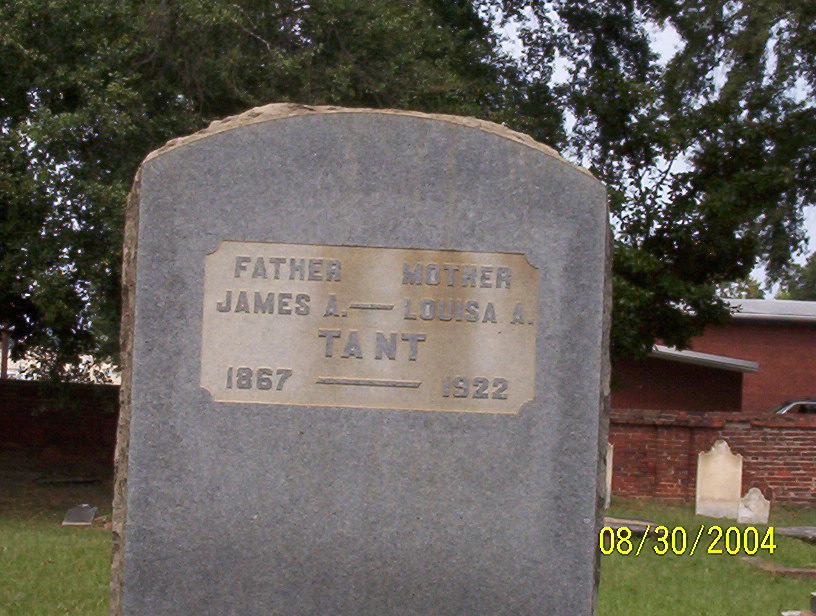 FATHER MOTHER
JAMES A. — LOUISA A.
TANT
1867 — 1922
08/30/2004